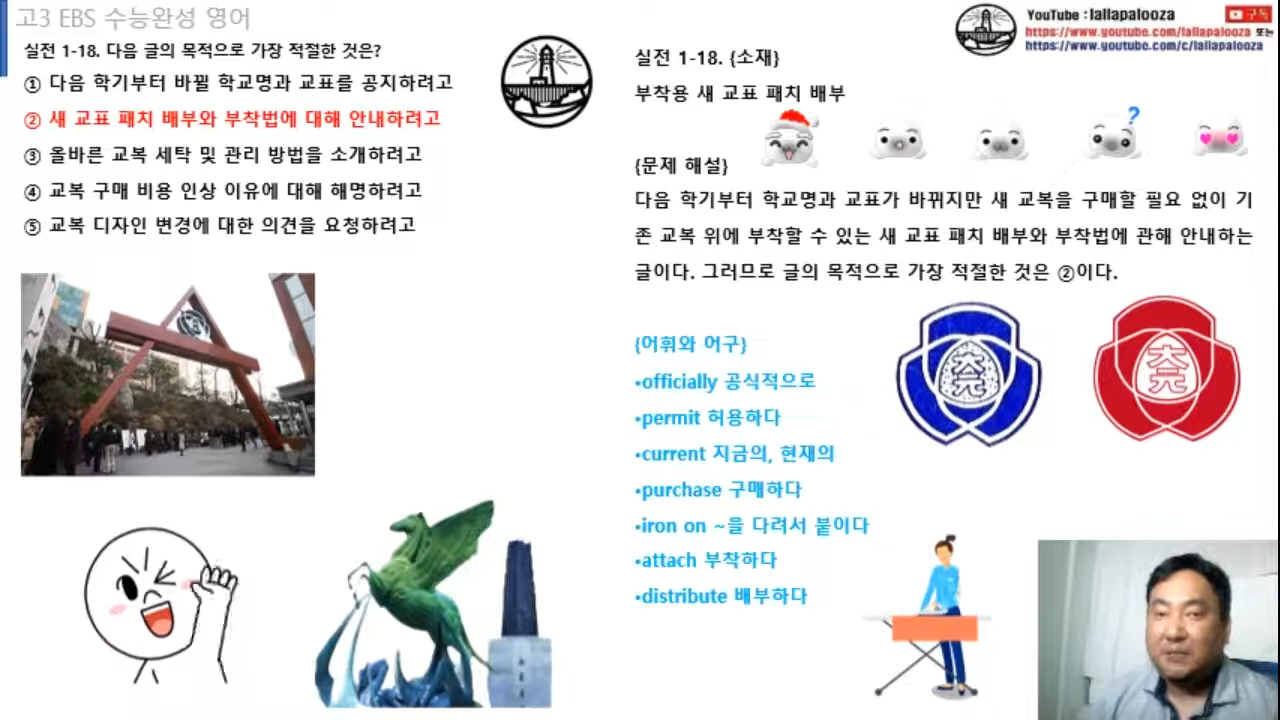 고3 EBS 수능완성 영어
실전 1-18. 다음 글의 목적으로 가장 적절한 것은?
① 다음 학기부터 바뀔 학교명과 교표를 공지하려고
② 새 교표 패치 배부와 부착법에 대해 안내하려고
③ 올바른 교복 세탁 및 관리 방법을 소개하려고
④ 교복 구매 비용 인상 이유에 대해 해명하려고
⑤ 교복 디자인 변경에 대한 의견을 요청하려고
YouTube : lallapalooza
구독
https://www.youtube.com/lallapalooza 또는
https://www.youtube.com/c/lallapalooza
실전 1-18. {소재}
부착용 새 교표 패치 배부
?
{문제 해설}
다음 학기부터 학교명과 교표가 바뀌지만 새 교복을 구매할 필요 없이 기
존 교복 위에 부착할 수 있는 새 교표 패치 배부와 부착법에 관해 안내하는
글이다. 그러므로 글의 목적으로 가장 적절한 것은 ②이다.
{어휘와 어구}
•officially 공식적으로
•permit 허용하다
•current 지금의, 현재의
•purchase 구매하다
•iron on ~을 다려서 붙이다
•attach 부착하다
•distribute 배부하다